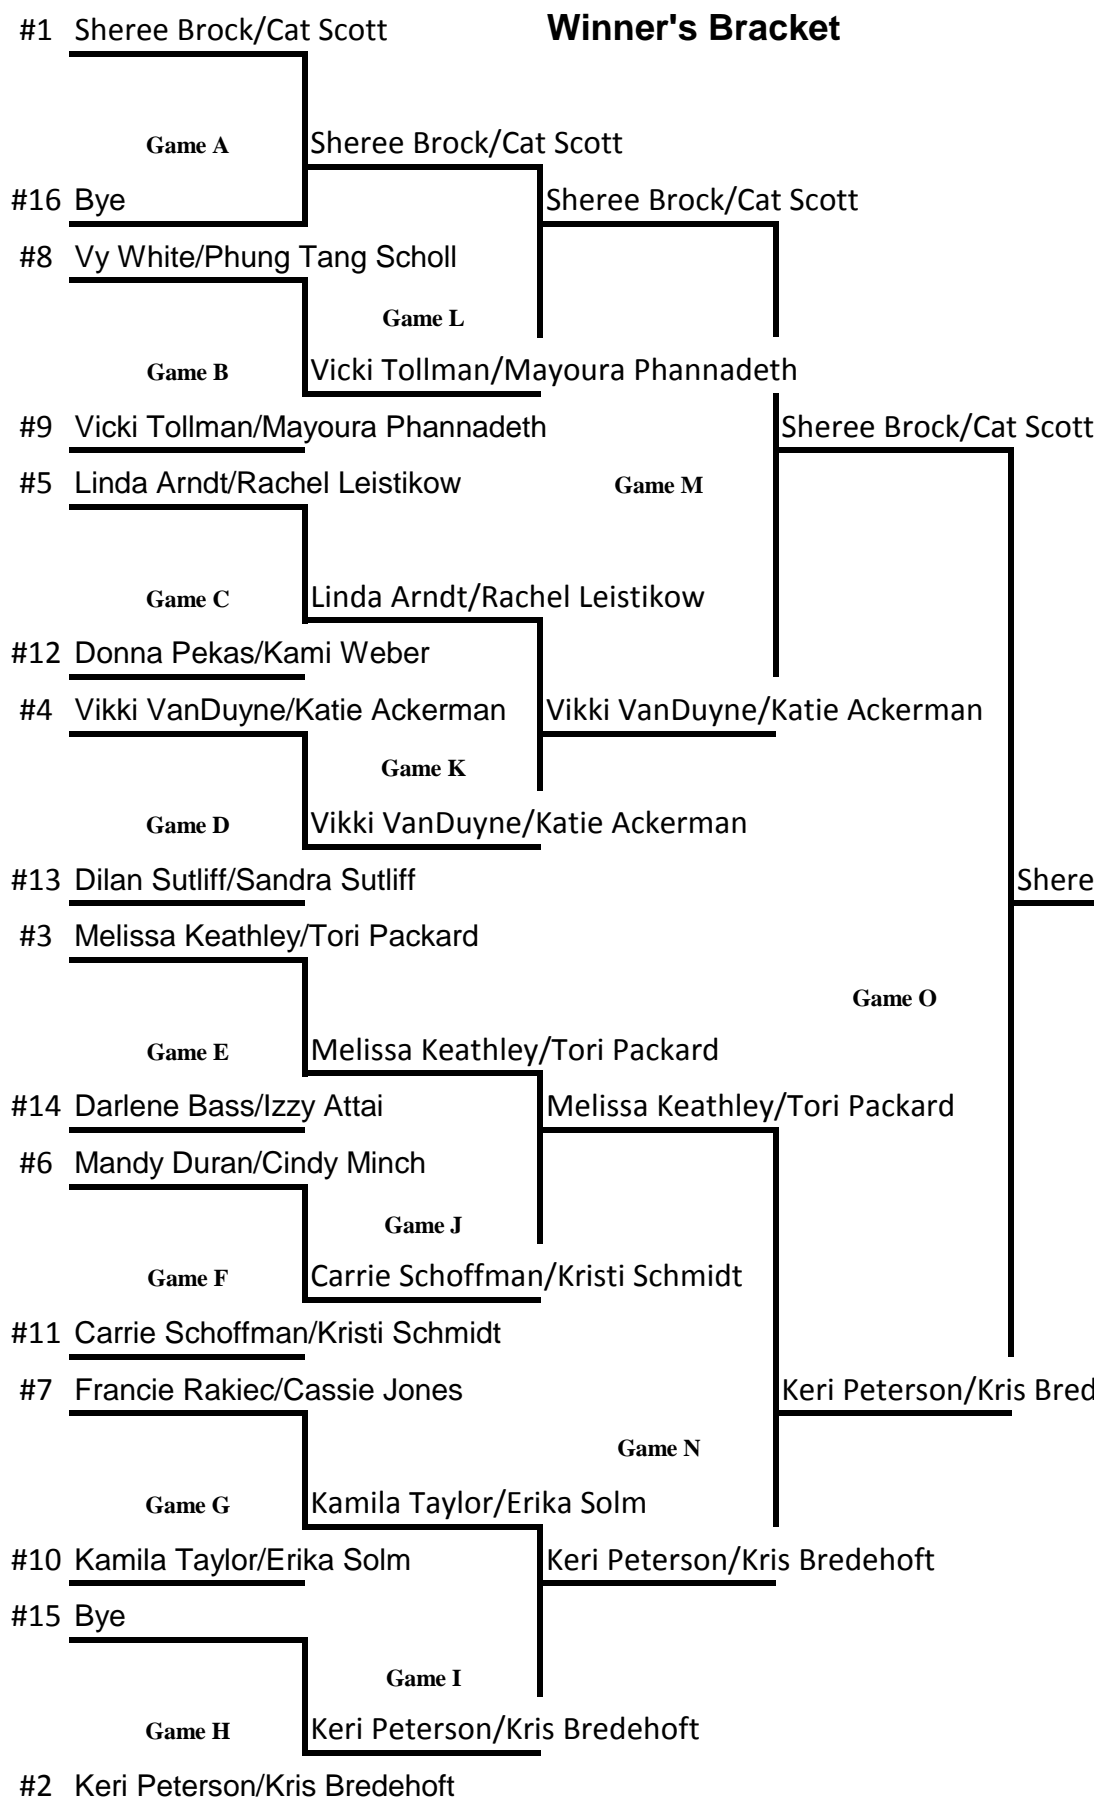 #1 Sheree Brock/Cat Scott Winner's Bracket
Game A Sheree Brock/Cat Scott
#16 Bye Sheree Brock/Cat Scott
#8 Vy White/Phung Tang Scholl
Game L
Game B Vicki Tollman/Mayoura Phannadeth
#9 Vicki Tollman/Mayoura Phannadeth Sheree Brock/Cat Scott
#5 Linda Arndt/Rachel Leistikow Game M
Game C Linda Arndt/Rachel Leistikow
#12 Donna Pekas/Kami Weber
#4 Vikki VanDuyne/Katie Ackerman Vikki VanDuyne/Katie Ackerman
Game K
Game D Vikki VanDuyne/Katie Ackerman
#13 Dilan Sutliff/Sandra Sutliff Shere
#3 Melissa Keathley/Tori Packard
Game O
Game E Melissa Keathley/Tori Packard
#14 Darlene Bass/Izzy Attai Melissa Keathley/Tori Packard
#6 Mandy Duran/Cindy Minch
Game J
Game F Carrie Schoffman/Kristi Schmidt
#11 Carrie Schoffman/Kristi Schmidt
#7 Francie Rakiec/Cassie Jones Keri Peterson/Kris Bred
Game N
Game G Kamila Taylor/Erika Solm
#10 Kamila Taylor/Erika Solm Keri Peterson/Kris Bredehoft
#15 Bye
Game I
Game H Keri Peterson/Kris Bredehoft
#2 Keri Peterson/Kris Bredehoft